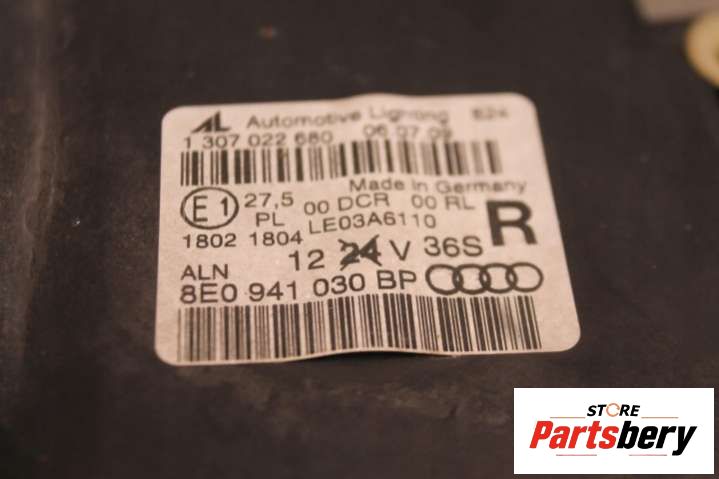 AL Automotive Lighting 624
1 307 022 680 06.07.09
Made in Germany
E1 27,5 00 DCR 00 RL
PL LE03A6110 R
1802 1804
12 24 V 36S
ALN
8E0 941 030 BP
STORE
Partsbery